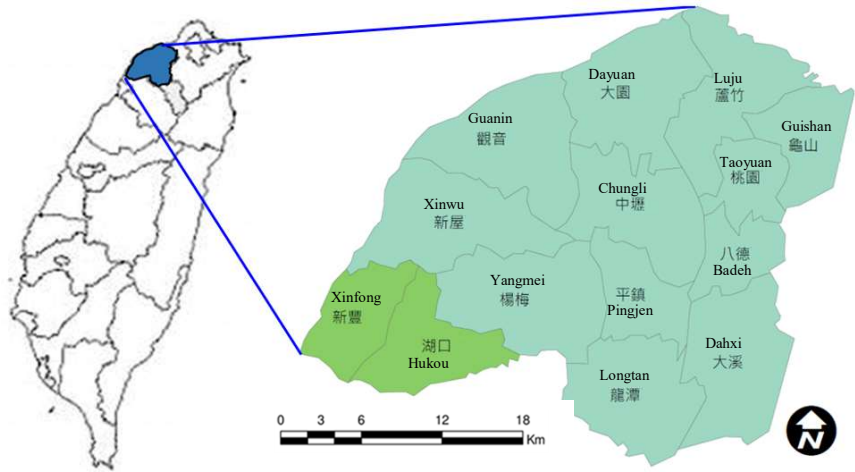 Dayuan
大園
Luju
蘆竹
Guanin
觀音
Guishan
龜山
Taoyuan
桃園
Chungli
中壢
Xinwu
新屋
八德
Badeh
Yangmei
楊梅
平鎮
Pingjen
Xinfong
新豐
湖口
Hukou
Dahxi
大溪
Longtan
龍潭
0 3 6 12 18
Km
N